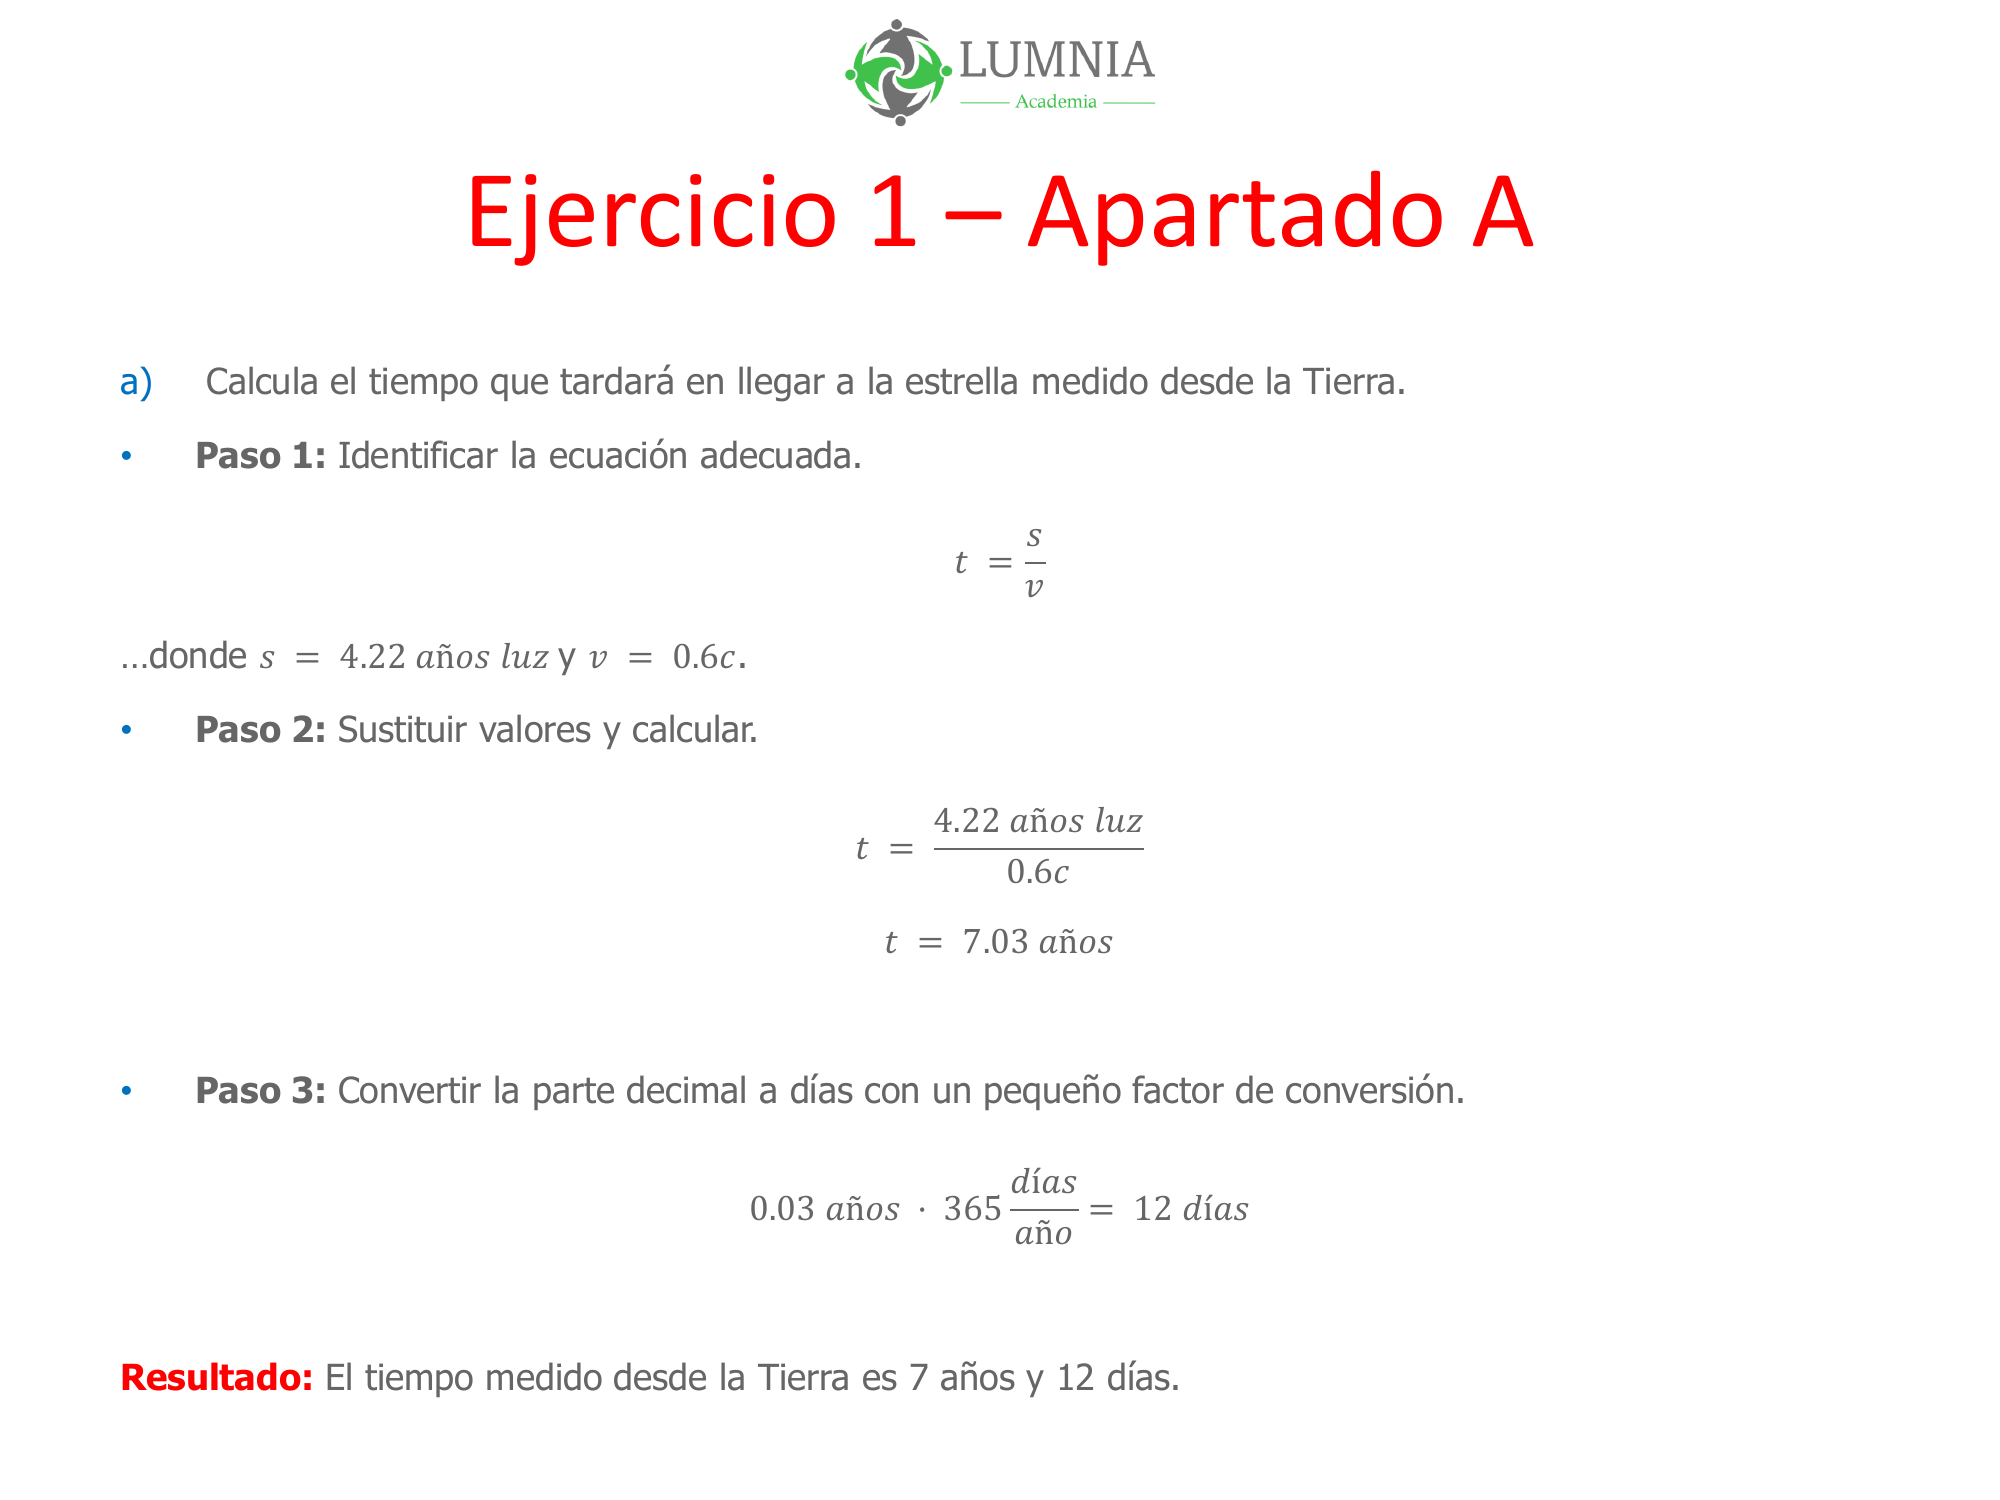 LUMNIA
Academia
Ejercicio 1 – Apartado A
a) Calcula el tiempo que tardará en llegar a la estrella medido desde la Tierra.
• Paso 1: Identificar la ecuación adecuada.
t = s/v
…donde s = 4.22 años luz y v = 0.6c.
• Paso 2: Sustituir valores y calcular.
t = 4.22 años luz/0.6c
t = 7.03 años
• Paso 3: Convertir la parte decimal a días con un pequeño factor de conversión.
0.03 años · 365 días/año = 12 días
Resultado: El tiempo medido desde la Tierra es 7 años y 12 días.